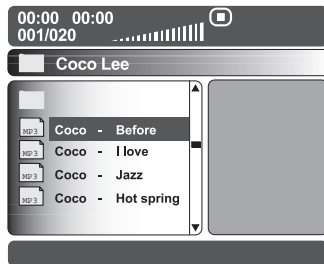 00:00 00:00
001/020
Coco Lee
MP3 Coco - Before
MP3 Coco - I love
MP3 Coco - Jazz
MP3 Coco - Hot spring